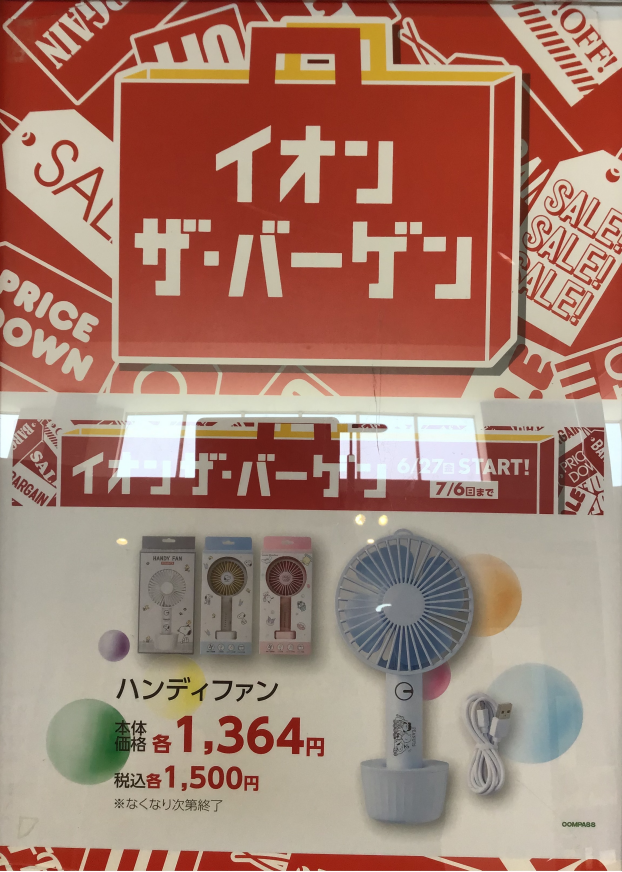 BARGAIN
OFF!
SALE
イオン
ザ・バーゲン
SALE!
SALE!
SALE!
PRICE
DOWN
イオン ザ・バーゲン 6/27 START!
7/6日まで
SALE
BARGAIN
HANDY FAN
ハンディファン
本体
価格 各1,364円
税込各1,500円
※なくなり次第終了
COMPASS